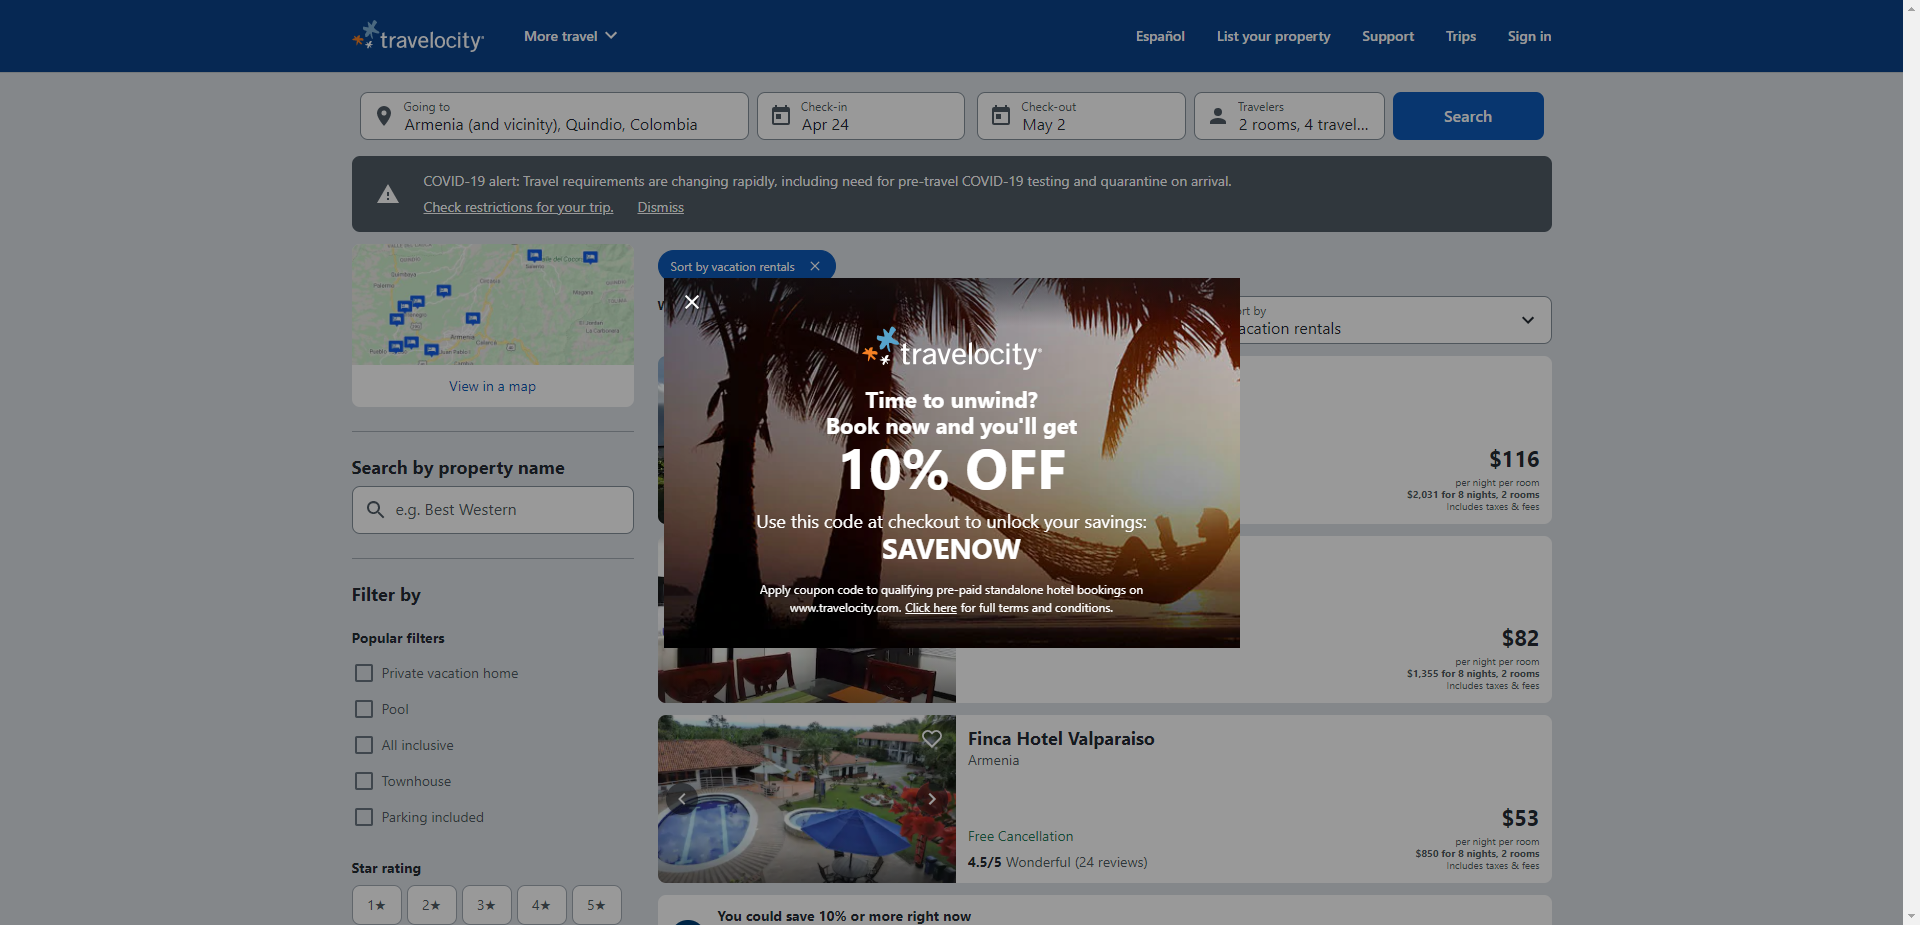 travelocity
More travel
Español
List your property
Support
Trips
Sign in
Going to
Armenia (and vicinity), Quindio, Colombia
Check-in
Apr 24
Check-out
May 2
Travelers
2 rooms, 4 travel...
Search
COVID-19 alert: Travel requirements are changing rapidly, including need for pre-travel COVID-19 testing and quarantine on arrival.
Check restrictions for your trip.
Dismiss
View in a map
Search by property name
e.g. Best Western
Filter by
Popular filters
Private vacation home
Pool
All inclusive
Townhouse
Parking included
Star rating
1★
2★
3★
4★
5★
Sort by vacation rentals
vacation rentals
travelocity
Time to unwind?
Book now and you'll get
10% OFF
Use this code at checkout to unlock your savings:
SAVENOW
Apply coupon code to qualifying pre-paid standalone hotel bookings on
www.travelocity.com. Click here for full terms and conditions.
$116
per night per room
$2,031 for 8 nights, 2 rooms
Includes taxes & fees
$82
per night per room
$1,355 for 8 nights, 2 rooms
Includes taxes & fees
Finca Hotel Valparaiso
Armenia
Free Cancellation
4.5/5 Wonderful (24 reviews)
$53
per night per room
$850 for 8 nights, 2 rooms
Includes taxes & fees
You could save 10% or more right now